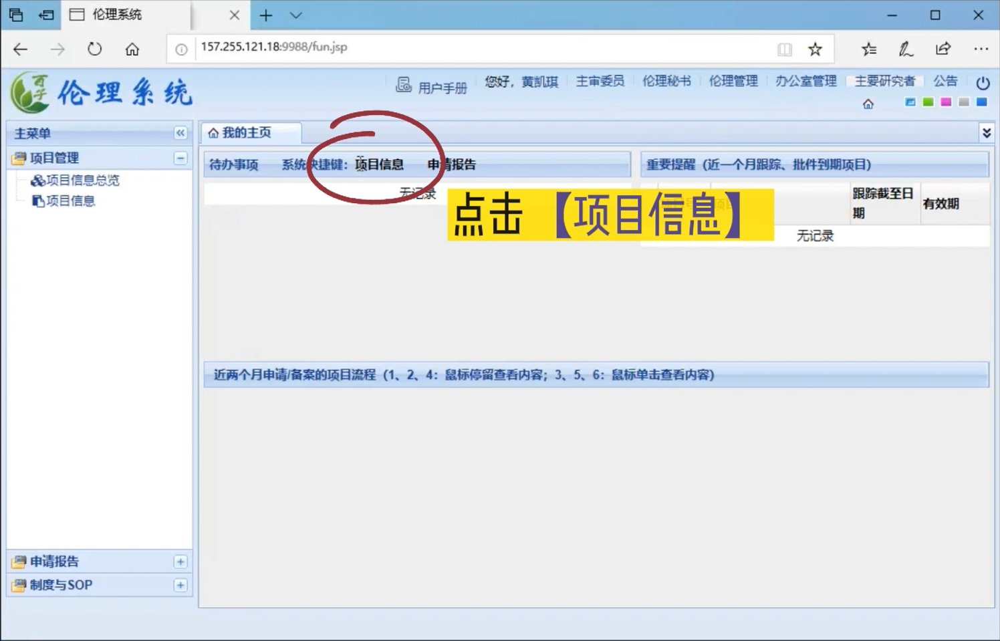 伦理系统
157.255.121.18:9988/fun.jsp
百奥
伦理系统
用户手册 您好，黄凯琪 主审委员 伦理秘书 伦理管理 办公室管理 主要研究者 公告
主菜单
我的主页
项目管理
项目信息总览
项目信息
待办事项 系统快捷键：项目信息 申请报告
无记录
重要提醒（近一个月跟踪、批件到期项目）
跟踪截至日期 有效期
无记录
点击【项目信息】
近两个月申请/备案的项目流程（1、2、4：鼠标停留查看内容；3、5、6：鼠标单击查看内容）
申请报告
制度与SOP